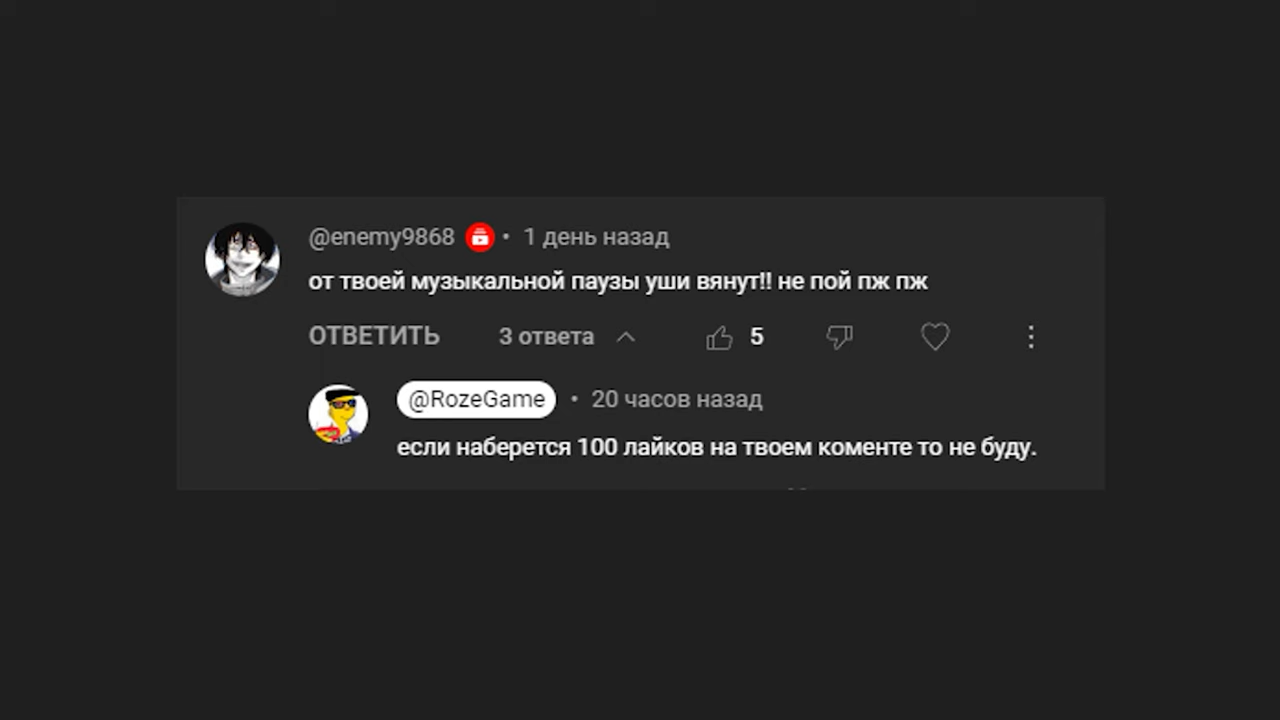 @enemy9868 • 1 день назад
от твоей музыкальной паузы уши вянут!! не пой пж пж
ОТВЕТИТЬ 3 ответа 5
@RozeGame • 20 часов назад
если наберется 100 лайков на твоем коменте то не буду.